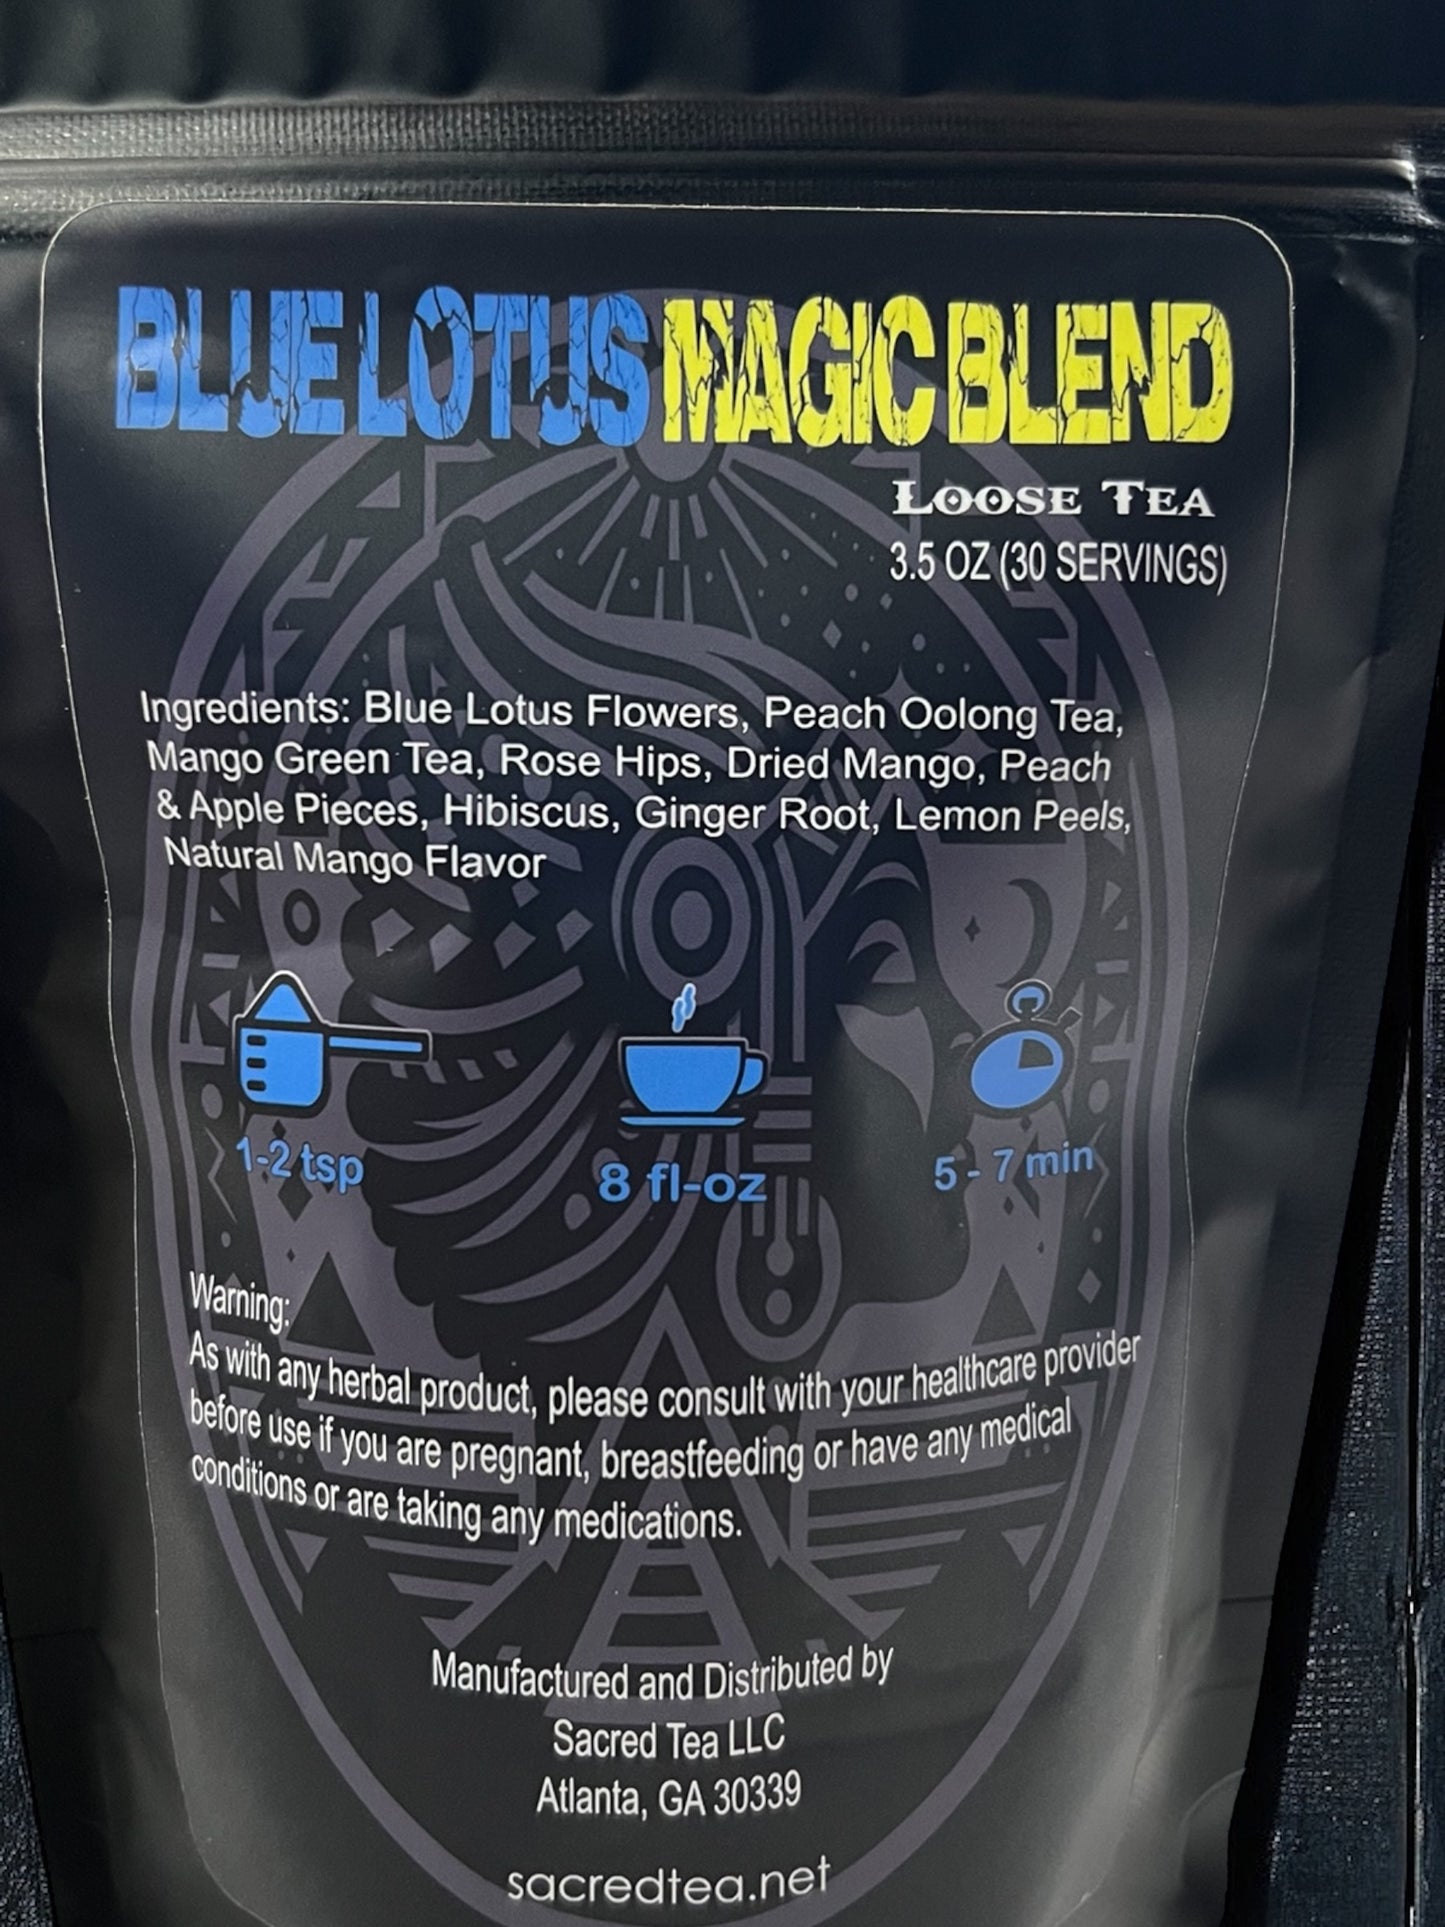 BLUE LOTUS MAGIC BLEND
LOOSE TEA
3.5 OZ (30 SERVINGS)
Ingredients: Blue Lotus Flowers, Peach Oolong Tea,
Mango Green Tea, Rose Hips, Dried Mango, Peach
& Apple Pieces, Hibiscus, Ginger Root, Lemon Peels,
Natural Mango Flavor
1-2 tsp
8 fl-oz
5 - 7 min
Warning:
As with any herbal product, please consult with your healthcare provider
before use if you are pregnant, breastfeeding or have any medical
conditions or are taking any medications.
Manufactured and Distributed by
Sacred Tea LLC
Atlanta, GA 30339
sacredtea.net